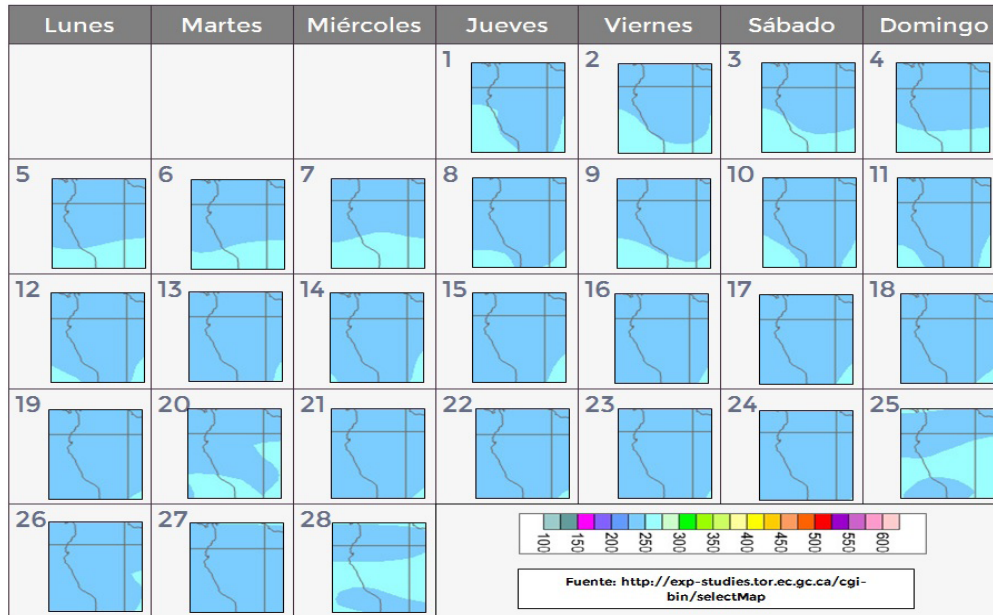 Lunes Martes Miércoles Jueves Viernes Sábado Domingo
1 2 3 4
5 6 7 8 9 10 11
12 13 14 15 16 17 18
19 20 21 22 23 24 25
26 27 28
100 150 200 250 300 350 400 450 500 550 600
Fuente: http://exp-studies.tor.ec.gc.ca/cgi-
bin/selectMap